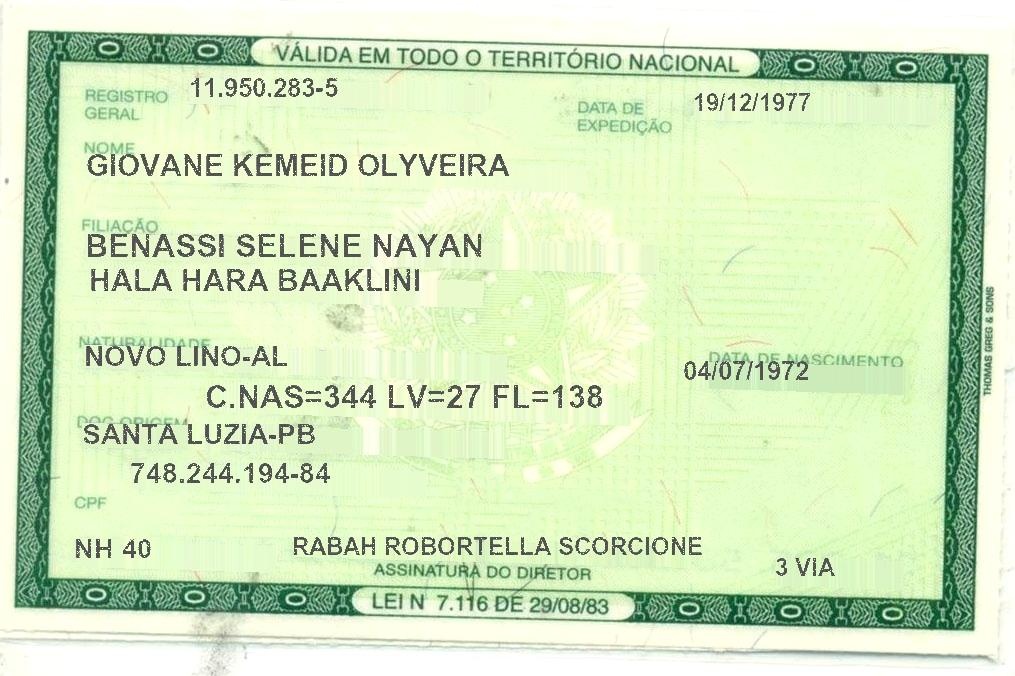 VÁLIDA EM TODO O TERRITÓRIO NACIONAL
REGISTRO GERAL 11.950.283-5 DATA DE EXPEDIÇÃO 19/12/1977
NOME
GIOVANE KEMEID OLYVEIRA
FILIAÇÃO
BENASSI SELENE NAYAN
HALA HARA BAAKLINI
NATURALIDADE
NOVO LINO-AL
DATA DE NASCIMENTO
04/07/1972
C.NAS=344 LV=27 FL=138
DOC ORIGEM
SANTA LUZIA-PB
748.244.194-84
CPF
NH 40
RABAH ROBORTELLA SCORCIONE
ASSINATURA DO DIRETOR
3 VIA
LEI N 7.116 DE 29/08/83
THOMAS GREG & SONS